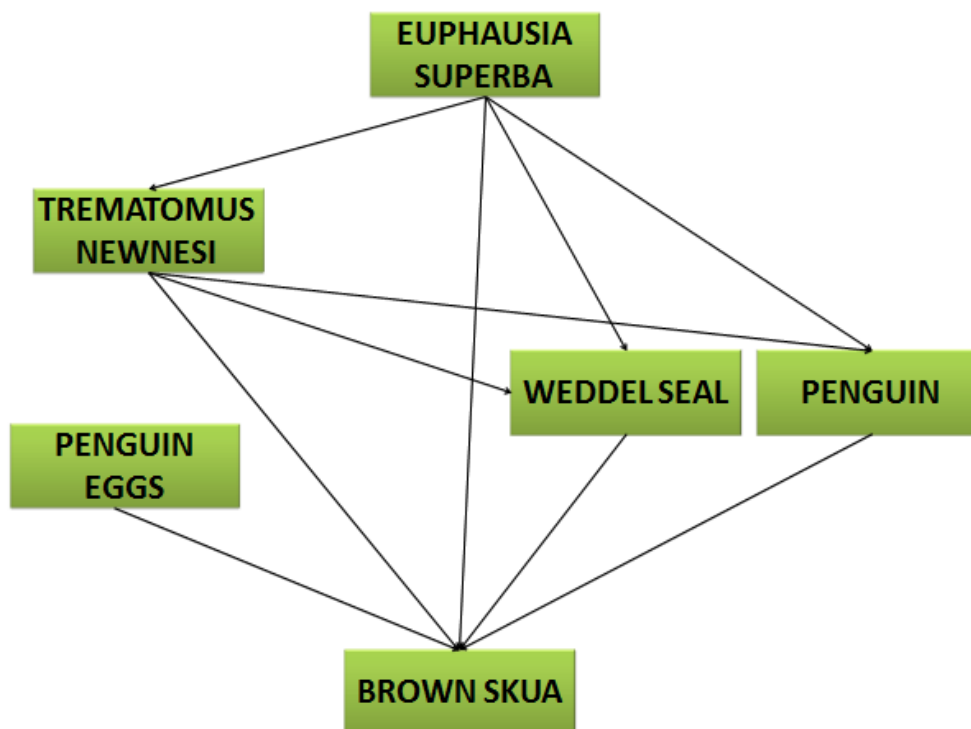 EUPHAUSIA
SUPERBA
TREMATOMUS
NEWNESI
WEDDEL SEAL
PENGUIN
PENGUIN
EGGS
BROWN SKUA